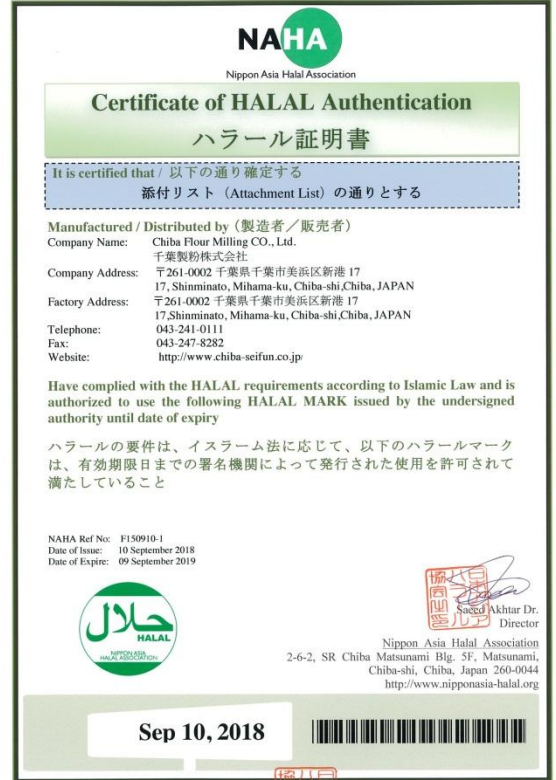 NAHA
Nippon Asia Halal Association
Certificate of HALAL Authentication
ハラール証明書
It is certified that / 以下の通り確定する
添付リスト (Attachment List) の通りとする
Manufactured / Distributed by (製造者／販売者)
Company Name: Chiba Flour Milling CO., Ltd.
千葉製粉株式会社
Company Address: 〒261-0002 千葉県千葉市美浜区新港 17
17, Shinminato, Mihama-ku, Chiba-shi,Chiba, JAPAN
Factory Address: 〒261-0002 千葉県千葉市美浜区新港 17
17,Shinminato, Mihama-ku, Chiba-shi,Chiba, JAPAN
Telephone: 043-241-0111
Fax: 043-247-8282
Website: http://www.chiba-seifun.co.jp/
Have complied with the HALAL requirements according to Islamic Law and is
authorized to use the following HALAL MARK issued by the undersigned
authority until date of expiry
ハラールの要件は、イスラーム法に応じて、以下のハラールマーク
は、有効期限日までの署名機関によって発行された使用を許可されて
満たしていること
NAHA Ref No: F150910-1
Date of Issue: 10 September 2018
Date of Expire: 09 September 2019
حلال
HALAL
NIPPON ASIA
HALAL ASSOCIATION
Saeed Akhtar Dr.
Director
Nippon Asia Halal Association
2-6-2, SR Chiba Matsunami Blg. 5F, Matsunami,
Chiba-shi, Chiba, Japan 260-0044
http://www.nipponasia-halal.org
Sep 10, 2018